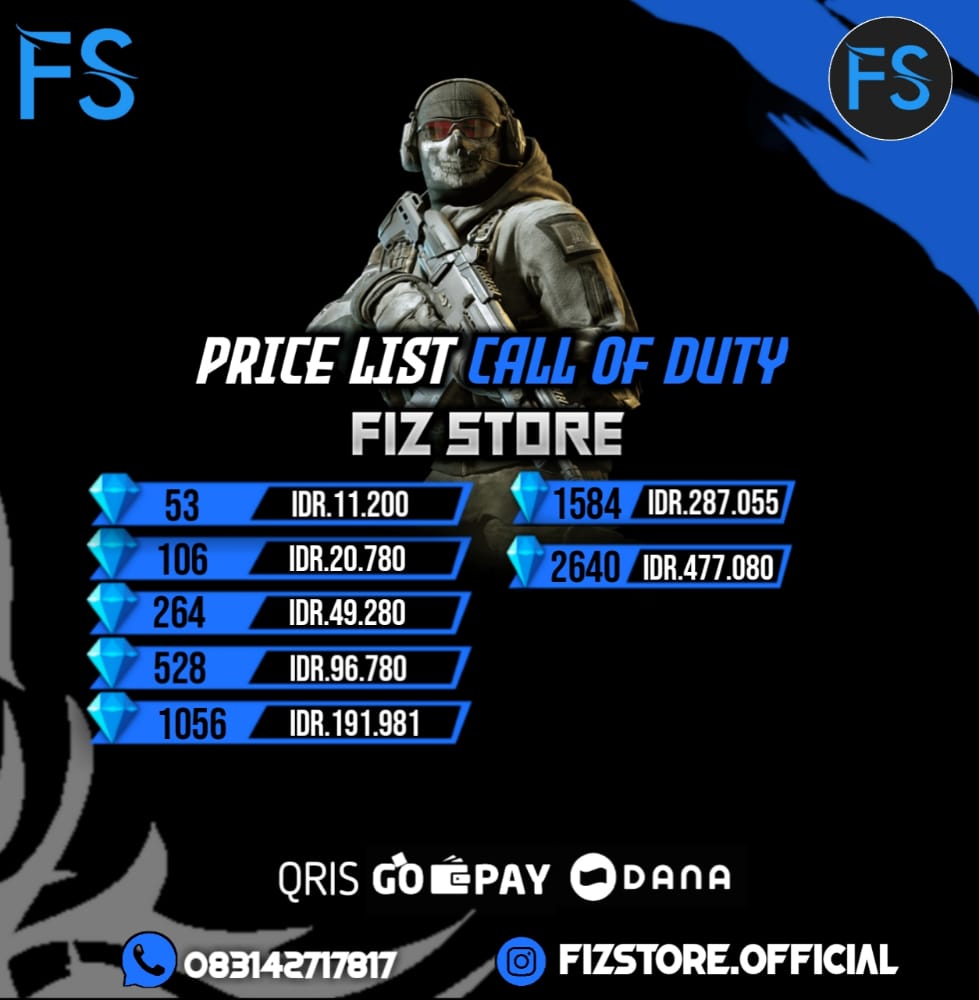 FS
FS
PRICE LIST CALL OF DUTY
FIZ STORE
53 IDR.11.200
106 IDR.20.780
264 IDR.49.280
528 IDR.96.780
1056 IDR.191.981
1584 IDR.287.055
2640 IDR.477.080
QRIS GO PAY DANA
083142717817
FIZSTORE.OFFICIAL